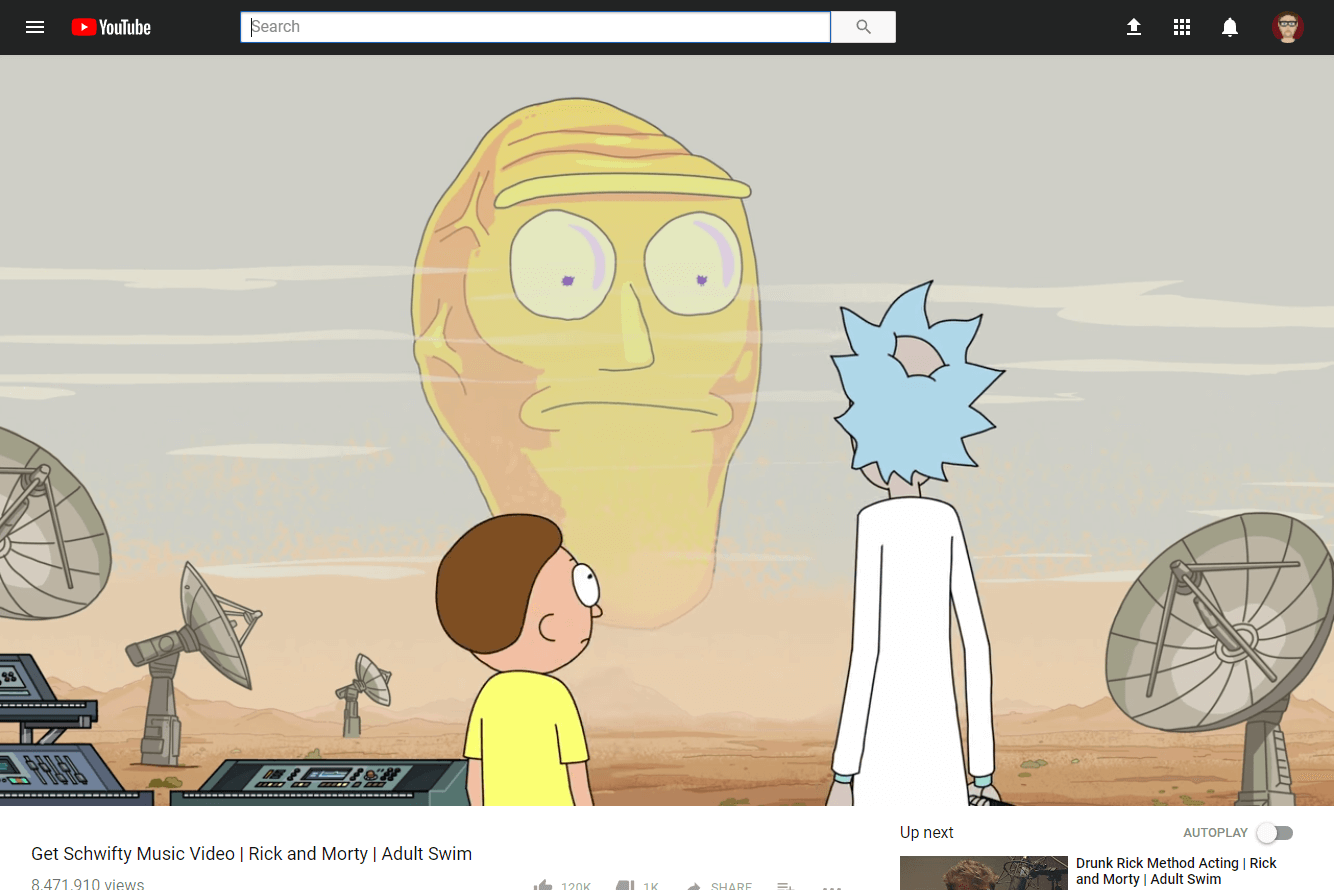 YouTube
Search
Get Schwifty Music Video | Rick and Morty | Adult Swim
8,471,910 views
120K
1K
SHARE
Up next
AUTOPLAY
Drunk Rick Method Acting | Rick
and Morty | Adult Swim